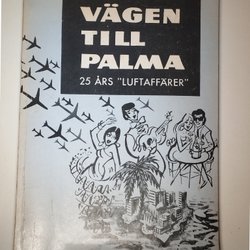 VÄGEN
TILL
PALMA
25 ÅRS "LUFTAFFÄRER"